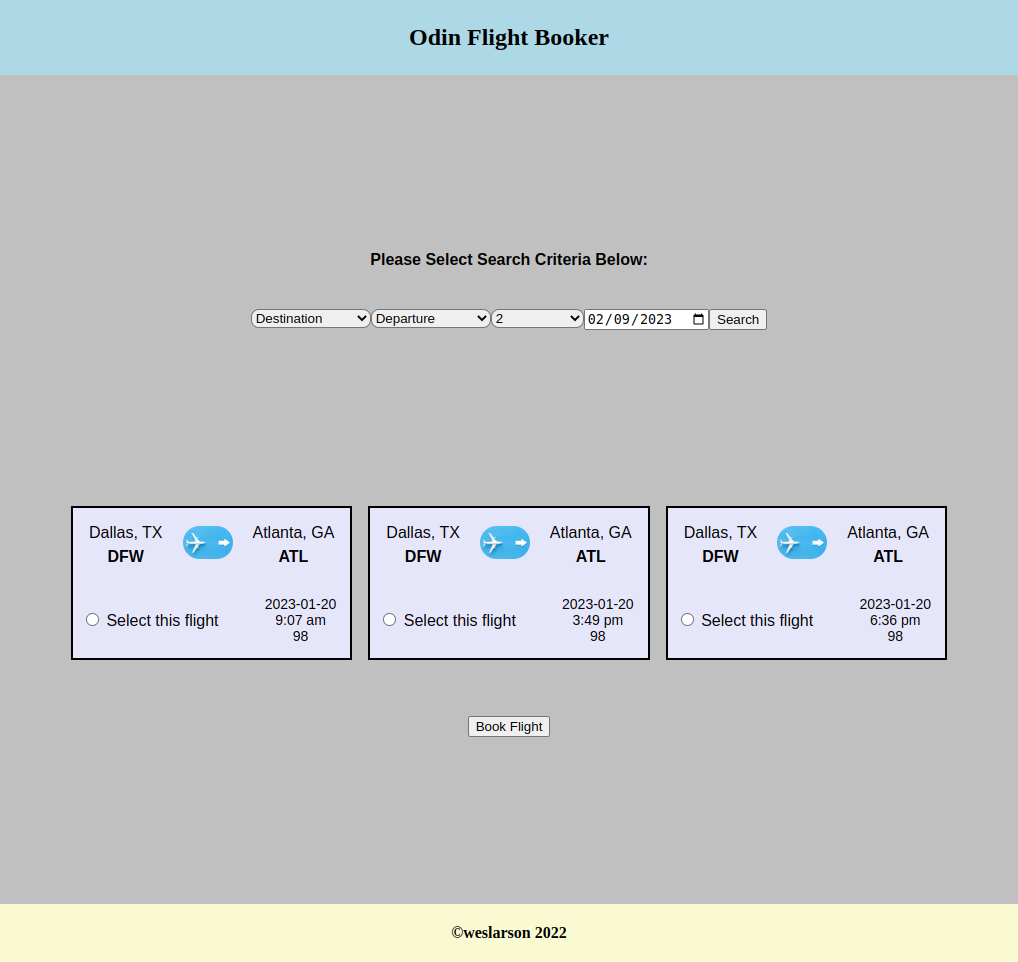 Odin Flight Booker
Please Select Search Criteria Below:
Destination Departure 2 02/09/2023 Search
Dallas, TX Atlanta, GA
DFW ATL
Select this flight
2023-01-20
9:07 am
98
Dallas, TX Atlanta, GA
DFW ATL
Select this flight
2023-01-20
3:49 pm
98
Dallas, TX Atlanta, GA
DFW ATL
Select this flight
2023-01-20
6:36 pm
98
Book Flight
©weslarson 2022